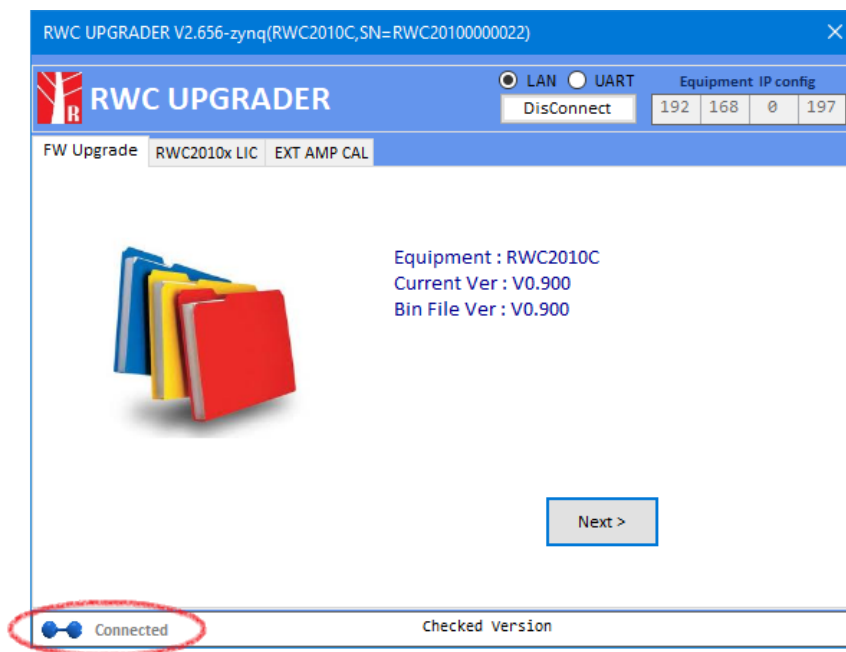 RWC UPGRADER V2.656-zynq(RWC2010C,SN=RWC20100000022)
R RWC UPGRADER
LAN UART
Equipment IP config
DisConnect
192 168 0 197
FW Upgrade RWC2010x LIC EXT AMP CAL
Equipment : RWC2010C
Current Ver : V0.900
Bin File Ver : V0.900
Next >
Connected
Checked Version